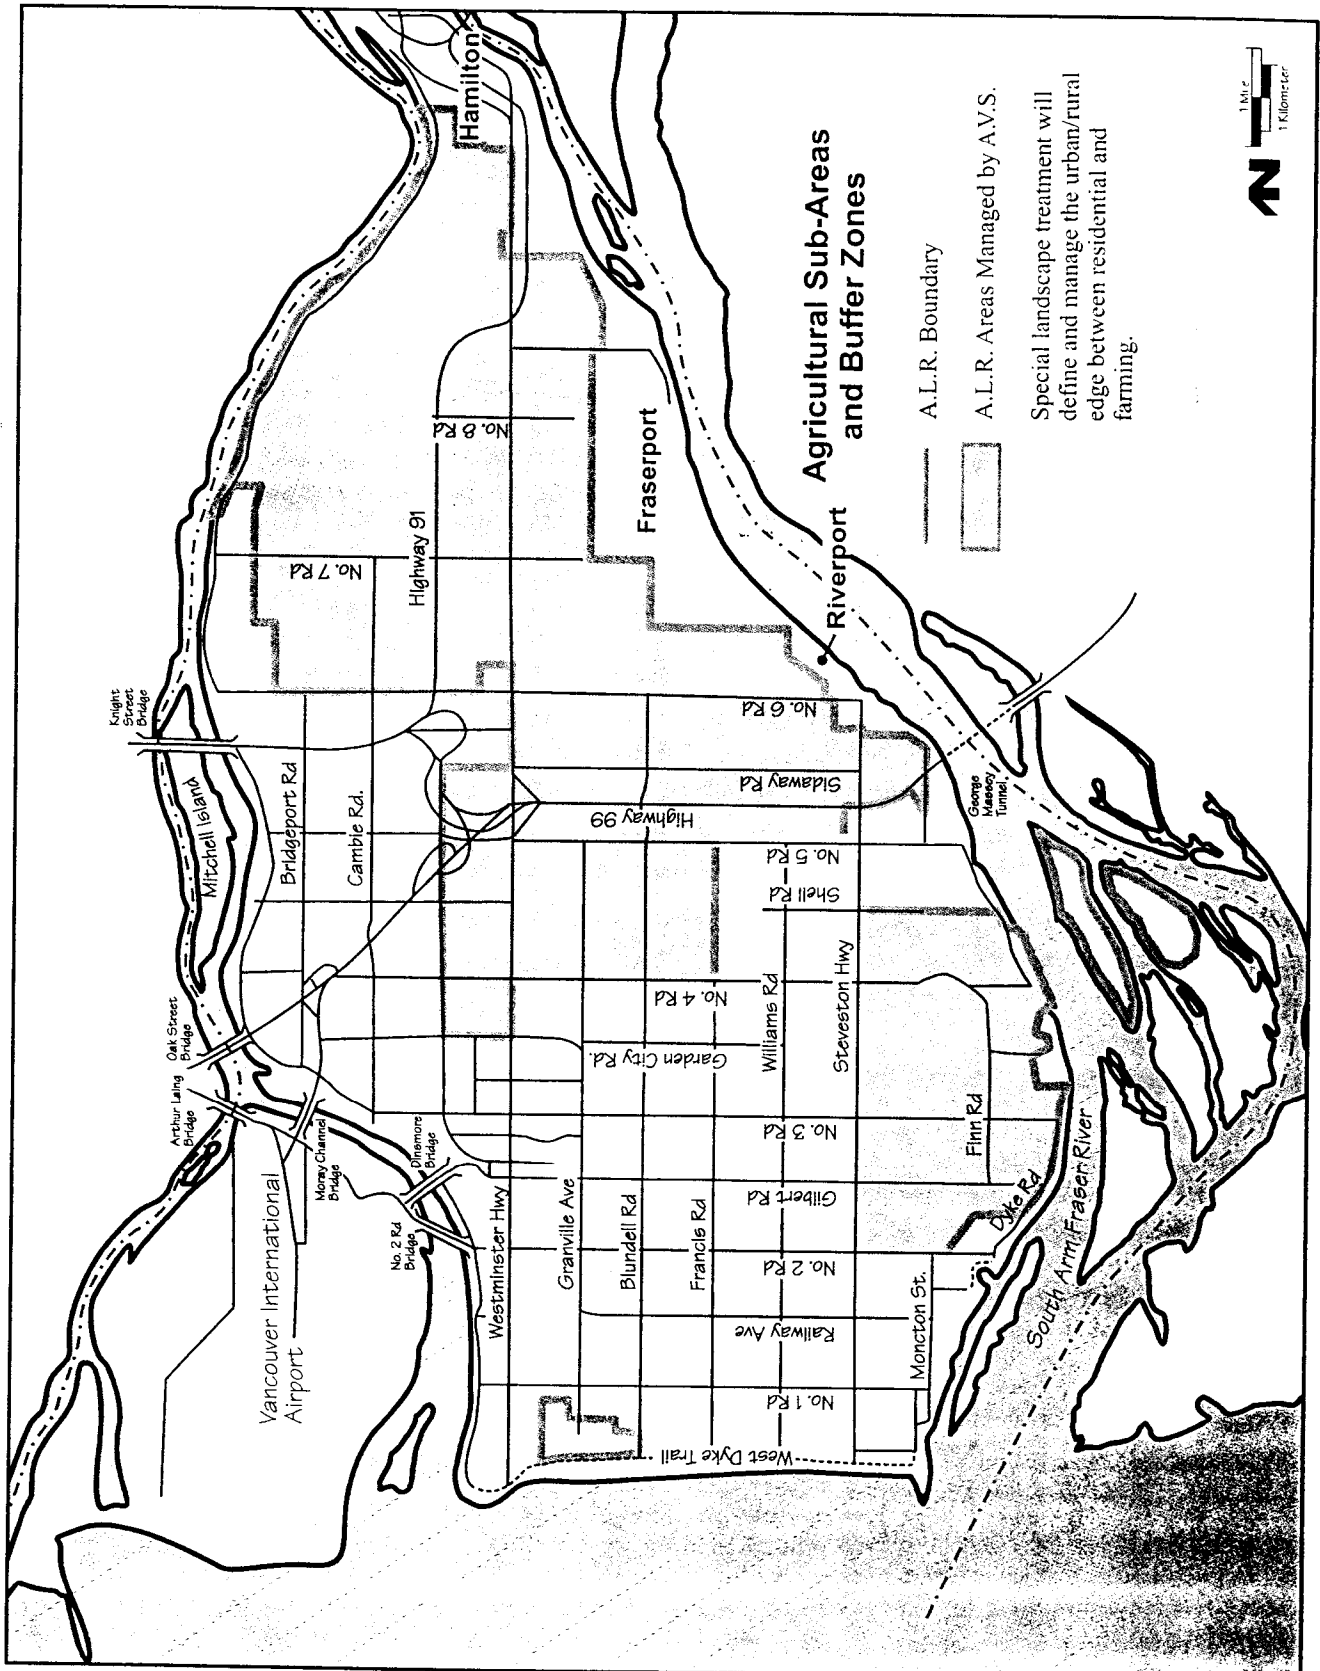 Hamilton
Agricultural Sub-Areas
and Buffer Zones
A.L.R. Boundary
A.L.R. Areas Managed by A.V.S.
Special landscape treatment will
define and manage the urban/rural
edge between residential and
farming.
1 Mile
1 Kilometer
N
Fraserport
Riverport
No. 8 Rd
Highway 91
No. 7 Rd
Knight
Street
Bridge
Mitchell Island
Bridgeport Rd
Cambie Rd.
No. 6 Rd
Sidaway Rd
Highway 99
No. 5 Rd
Shell Rd
George
Massey
Tunnel
Oak Street
Bridge
Arthur Laing
Bridge
Moray Channel
Bridge
Dinsmore
Bridge
No. 2 Rd
Bridge
Vancouver International
Airport
No. 4 Rd
Garden City Rd.
Williams Rd
Steveston Hwy
No. 3 Rd
Finn Rd
Gilbert Rd
Dyke Rd
South Arm Fraser River
Westminster Hwy
Granville Ave
Blundell Rd
Francis Rd
No. 2 Rd
Railway Ave
Moncton St.
No. 1 Rd
West Dyke Trail